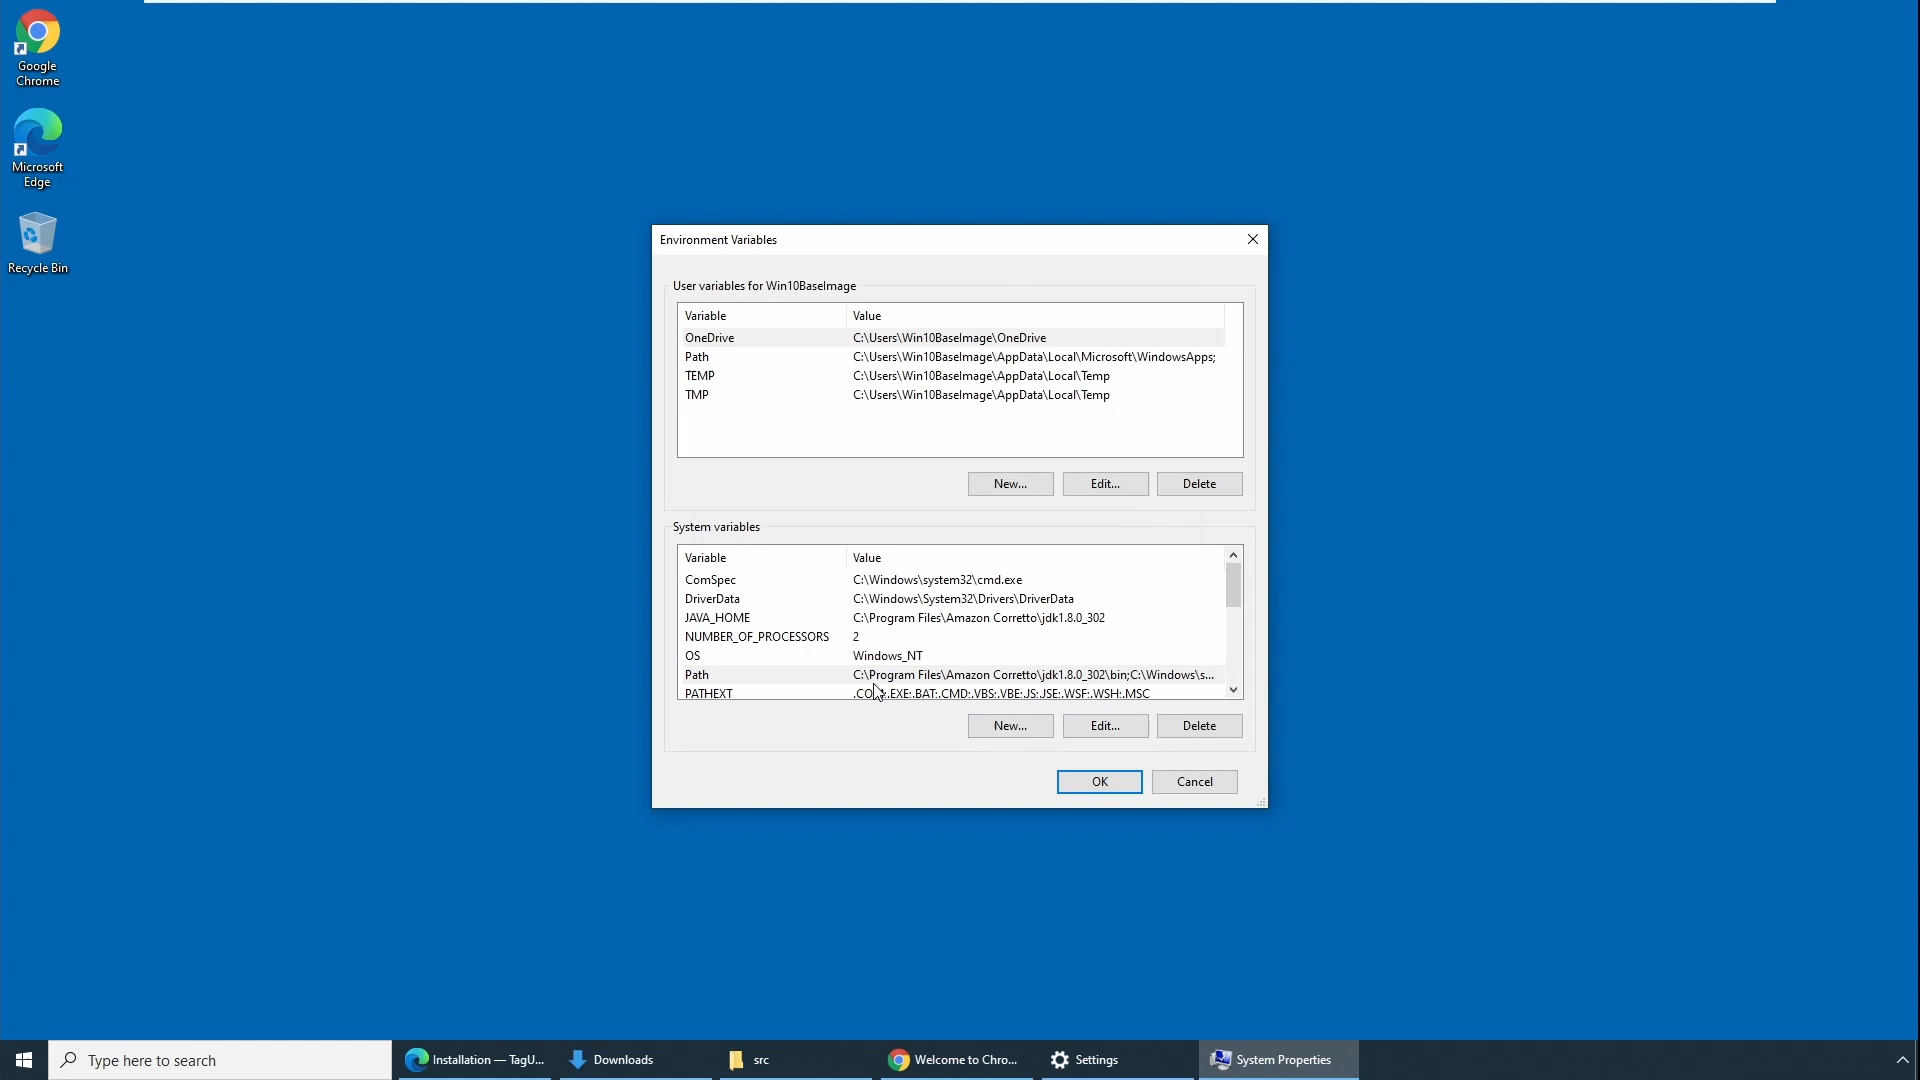 Google
Chrome
Microsoft
Edge
Recycle Bin
Environment Variables
User variables for Win10BaseImage
Variable Value
OneDrive C:\Users\Win10BaseImage\OneDrive
Path C:\Users\Win10BaseImage\AppData\Local\Microsoft\WindowsApps;
TEMP C:\Users\Win10BaseImage\AppData\Local\Temp
TMP C:\Users\Win10BaseImage\AppData\Local\Temp
New... Edit... Delete
System variables
Variable Value
ComSpec C:\Windows\system32\cmd.exe
DriverData C:\Windows\System32\Drivers\DriverData
JAVA_HOME C:\Program Files\Amazon Corretto\jdk1.8.0_302
NUMBER_OF_PROCESSORS 2
OS Windows_NT
Path C:\Program Files\Amazon Corretto\jdk1.8.0_302\bin;C:\Windows\s...
PATHEXT .COM;.EXE;.BAT;.CMD;.VBS;.VBE;.JS;.JSE;.WSF;.WSH;.MSC
New... Edit... Delete
OK Cancel
Type here to search Installation — TagU... Downloads src Welcome to Chro... Settings System Properties